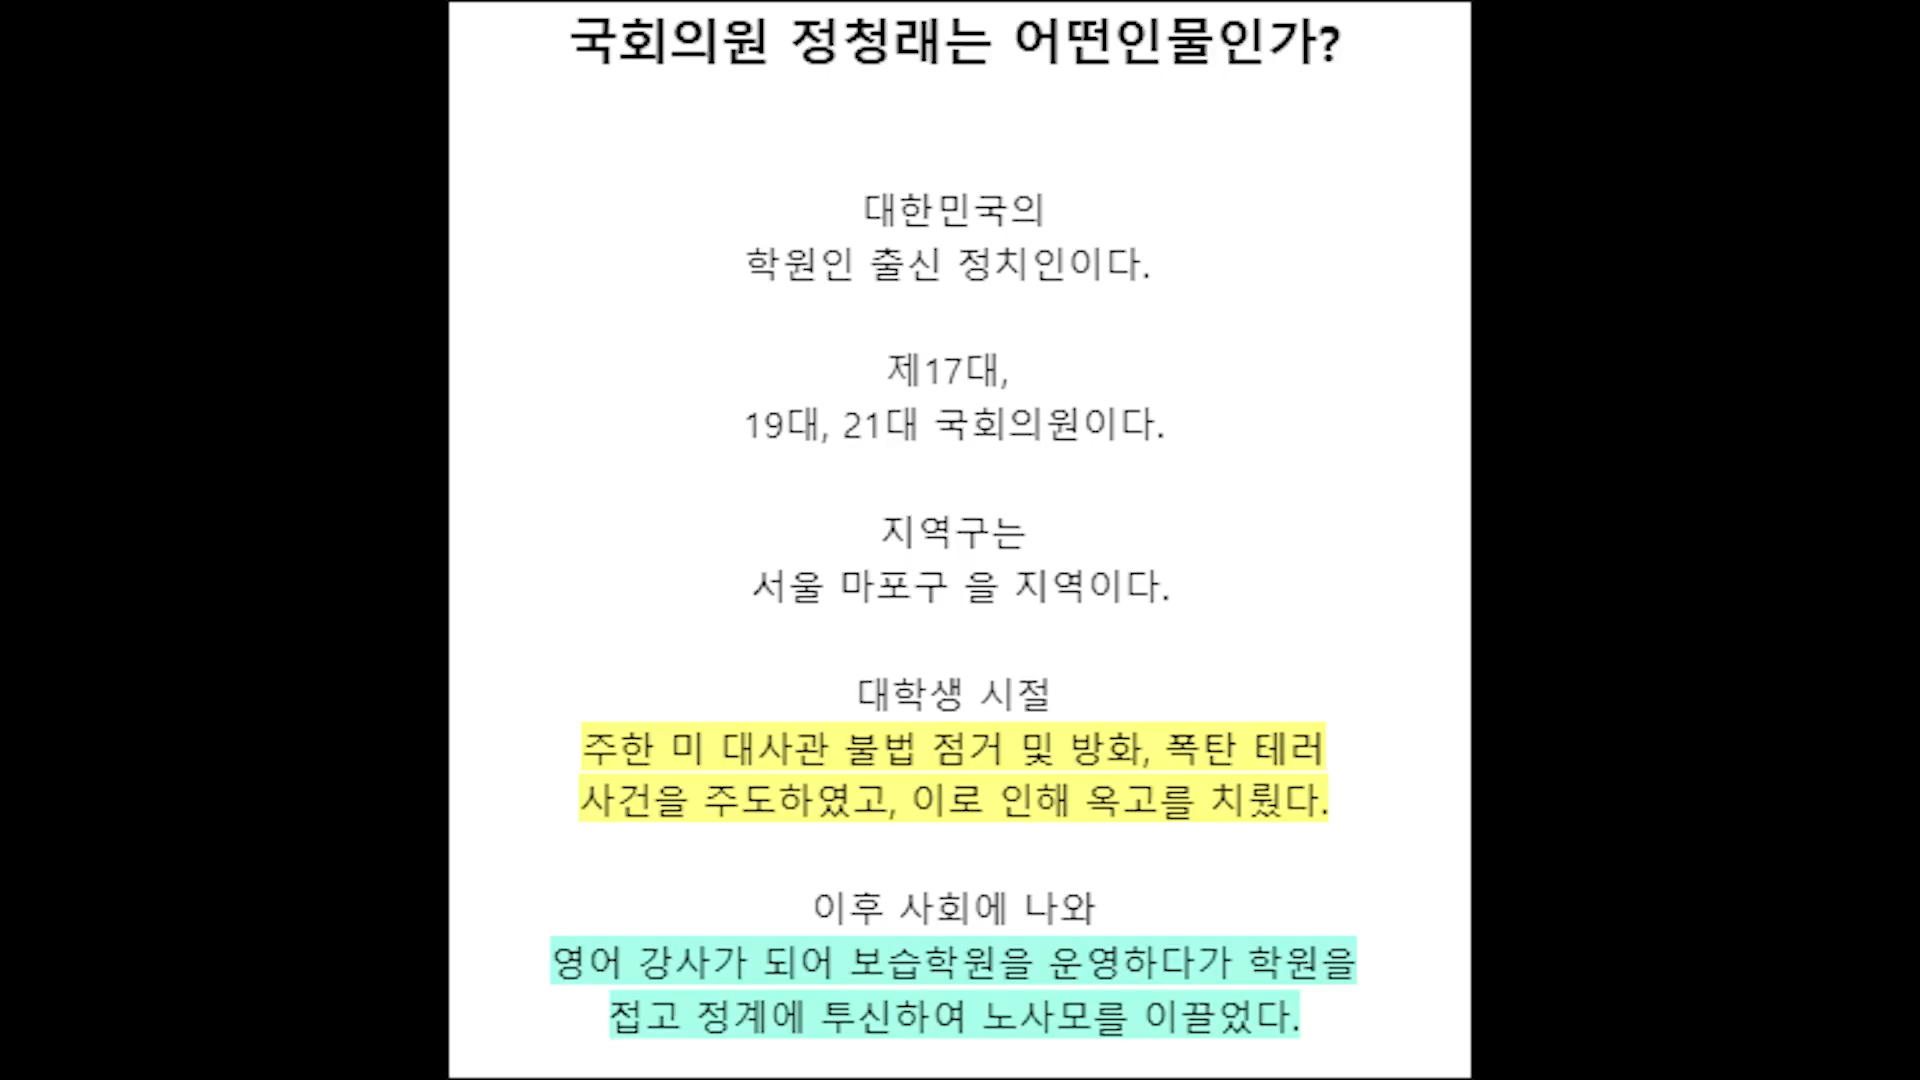 국회의원 정청래는 어떤인물인가?
대한민국의
학원인 출신 정치인이다.
제17대,
19대, 21대 국회의원이다.
지역구는
서울 마포구 을 지역이다.
대학생 시절
주한 미 대사관 불법 점거 및 방화, 폭탄 테러
사건을 주도하였고, 이로 인해 옥고를 치뤘다.
이후 사회에 나와
영어 강사가 되어 보습학원을 운영하다가 학원을
접고 정계에 투신하여 노사모를 이끌었다.